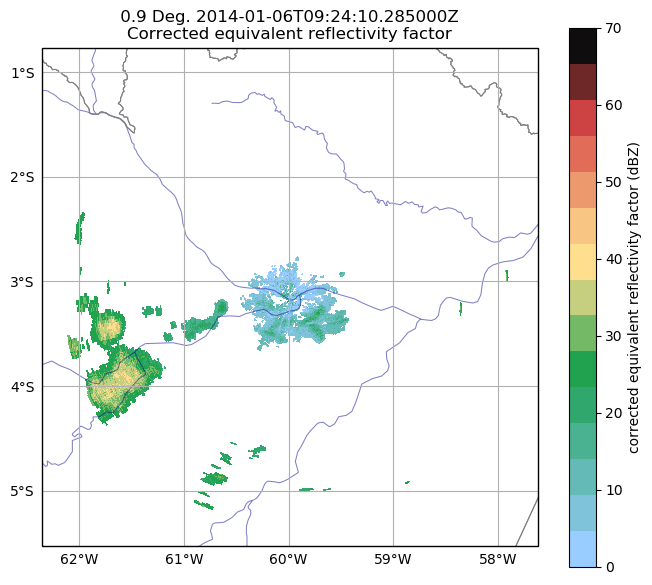 0.9 Deg. 2014-01-06T09:24:10.285000Z
Corrected equivalent reflectivity factor
1°S
2°S
3°S
4°S
5°S
62°W
61°W
60°W
59°W
58°W
70
60
50
40
30
20
10
0
corrected equivalent reflectivity factor (dBZ)